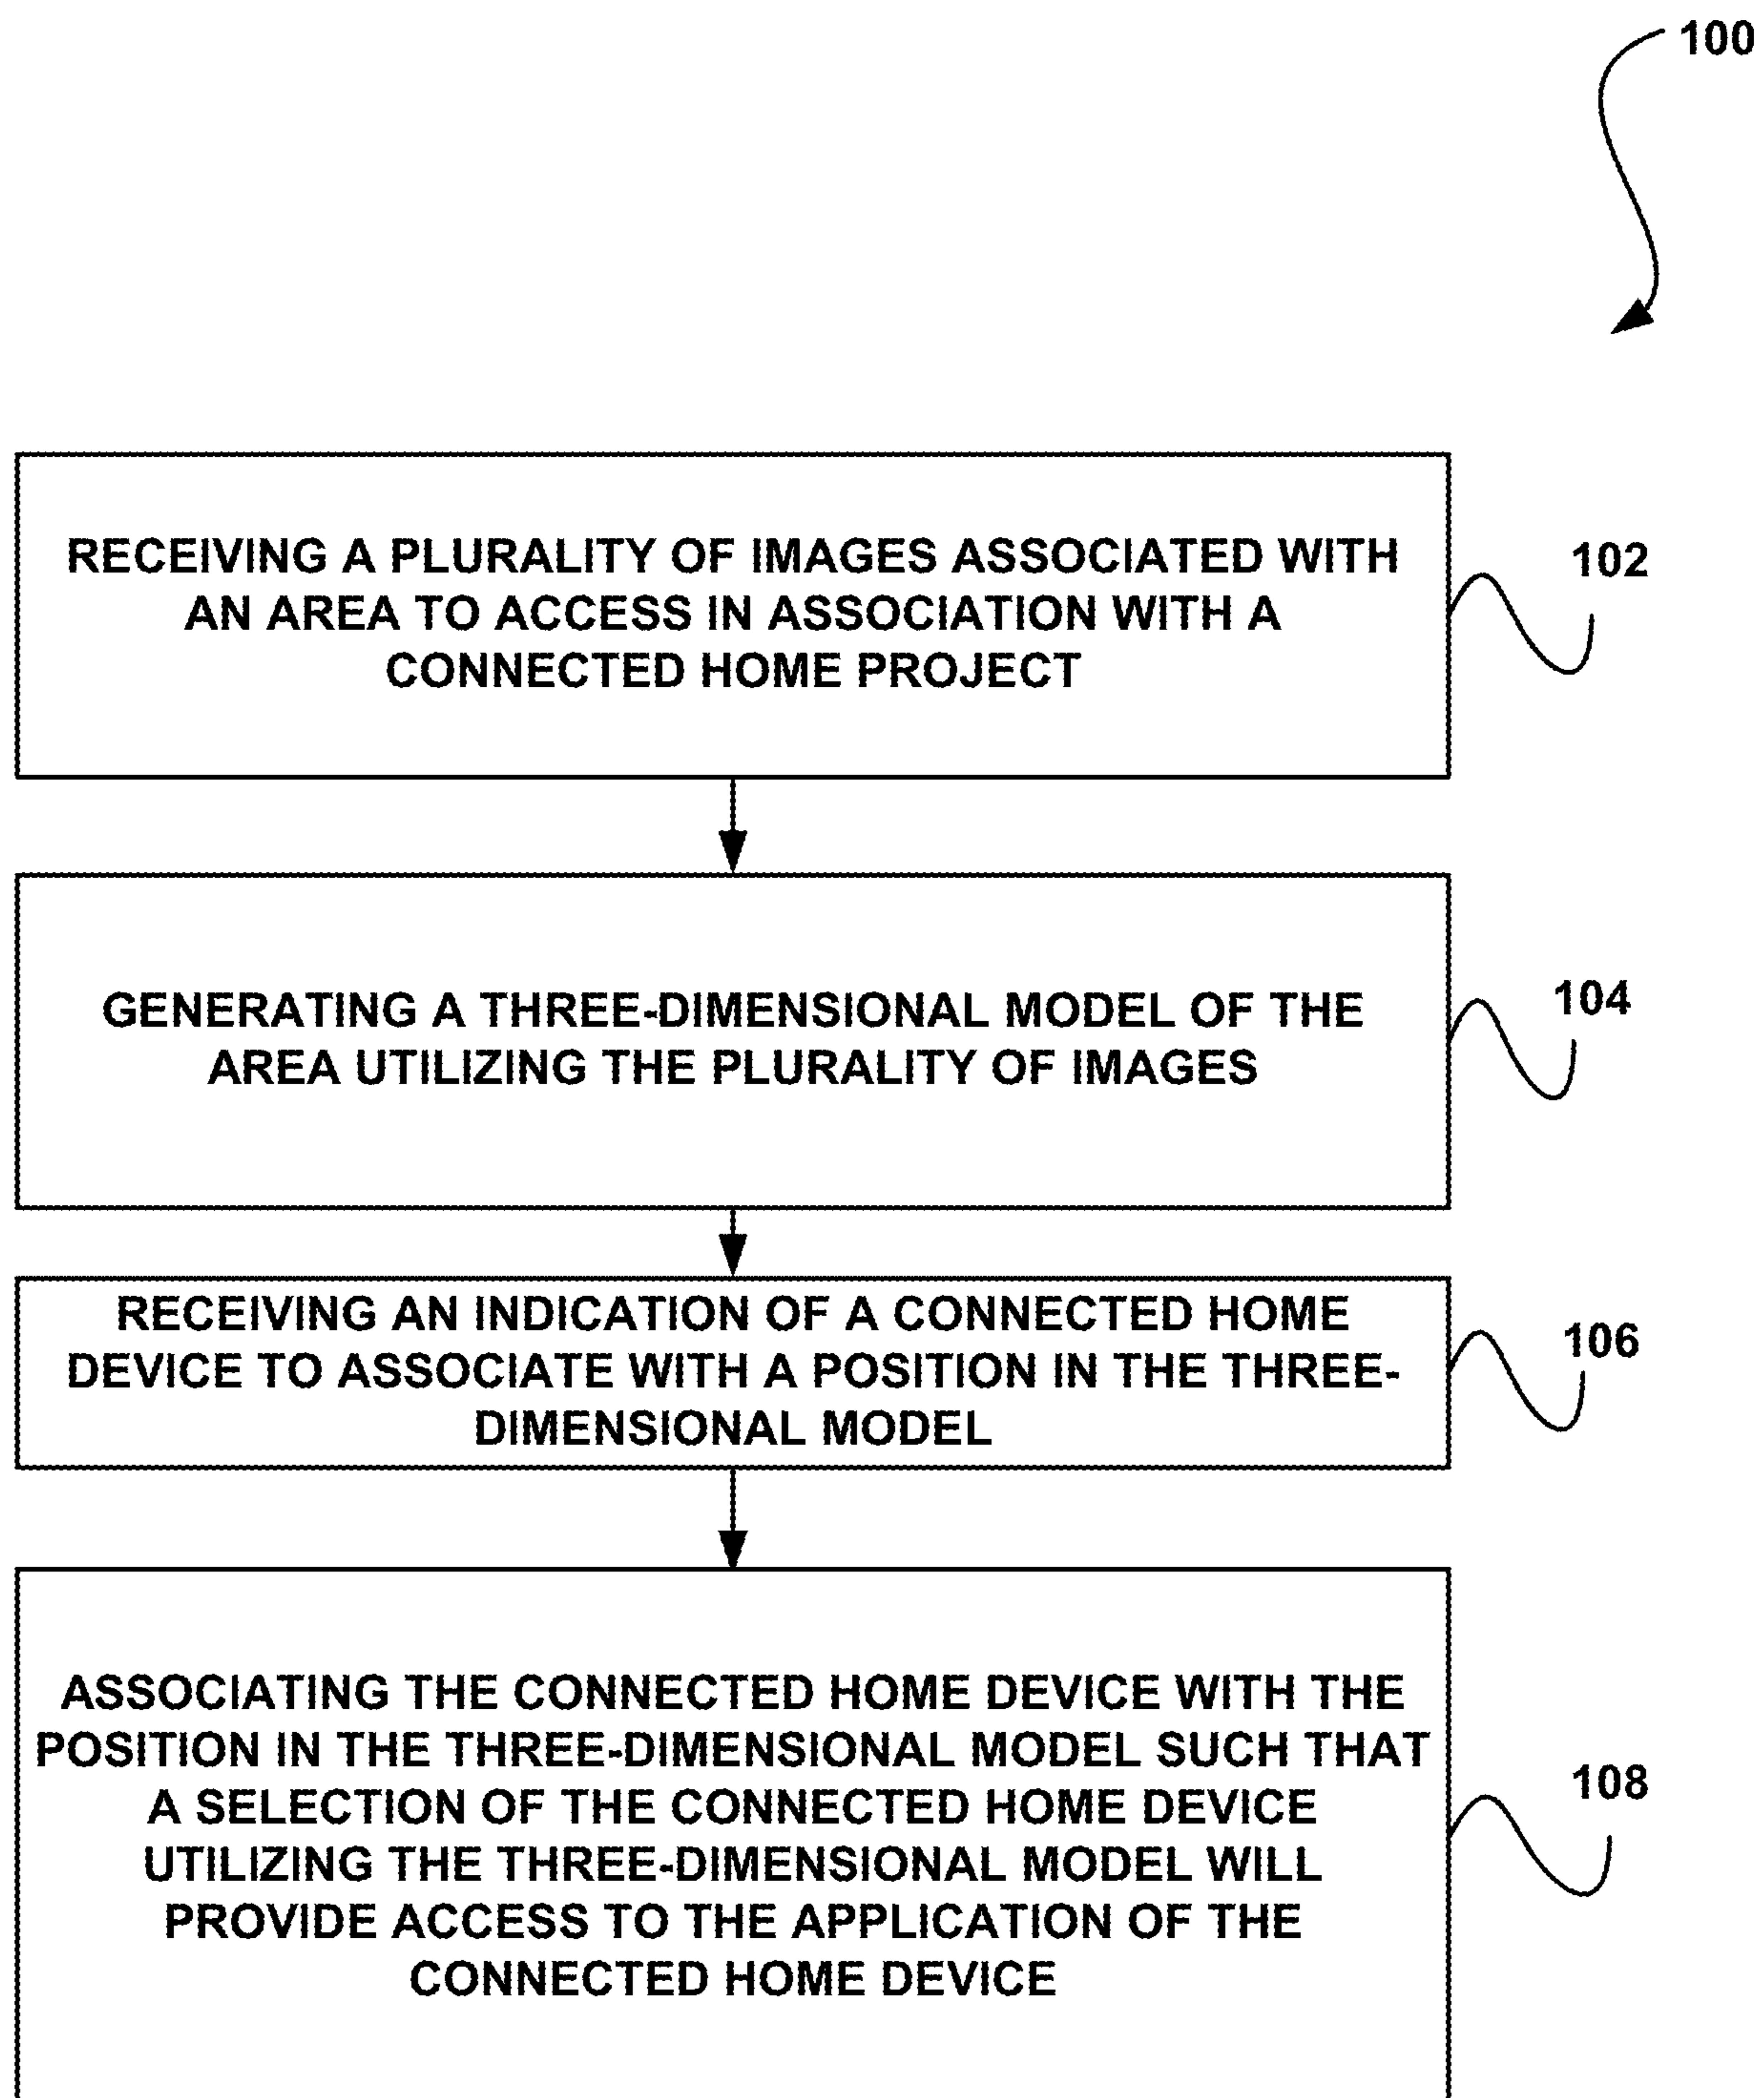 100
RECEIVING A PLURALITY OF IMAGES ASSOCIATED WITH
AN AREA TO ACCESS IN ASSOCIATION WITH A
CONNECTED HOME PROJECT
102
GENERATING A THREE-DIMENSIONAL MODEL OF THE
AREA UTILIZING THE PLURALITY OF IMAGES
104
RECEIVING AN INDICATION OF A CONNECTED HOME
DEVICE TO ASSOCIATE WITH A POSITION IN THE THREE-
DIMENSIONAL MODEL
106
ASSOCIATING THE CONNECTED HOME DEVICE WITH THE
POSITION IN THE THREE-DIMENSIONAL MODEL SUCH THAT
A SELECTION OF THE CONNECTED HOME DEVICE
UTILIZING THE THREE-DIMENSIONAL MODEL WILL
PROVIDE ACCESS TO THE APPLICATION OF THE
CONNECTED HOME DEVICE
108